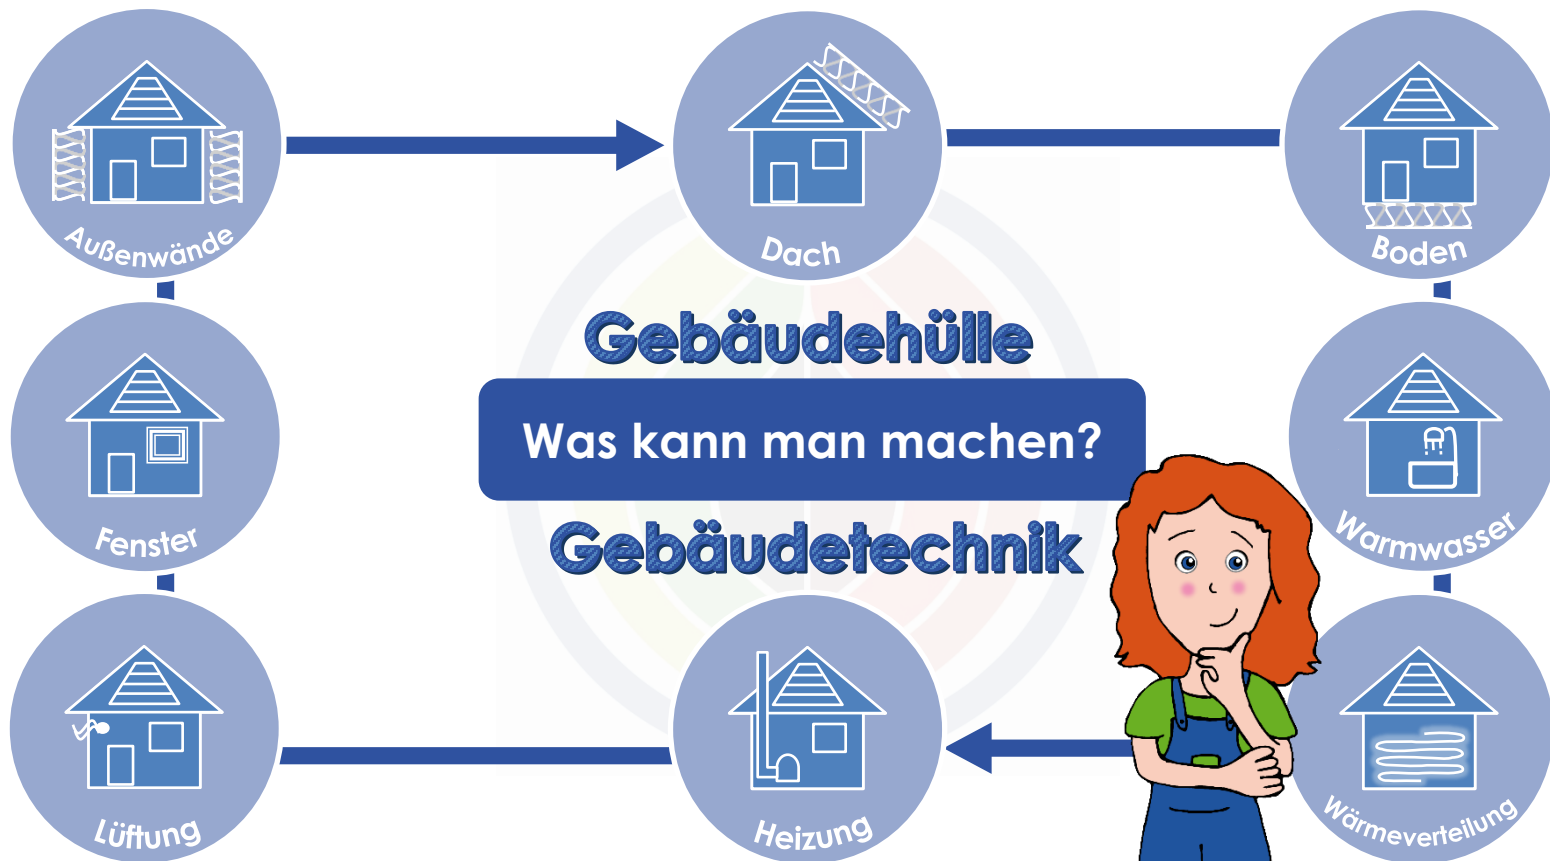 Außenwände
Dach
Boden
Gebäudehülle
Was kann man machen?
Gebäudetechnik
Fenster
Warmwasser
Lüftung
Heizung
Wärmeverteilung